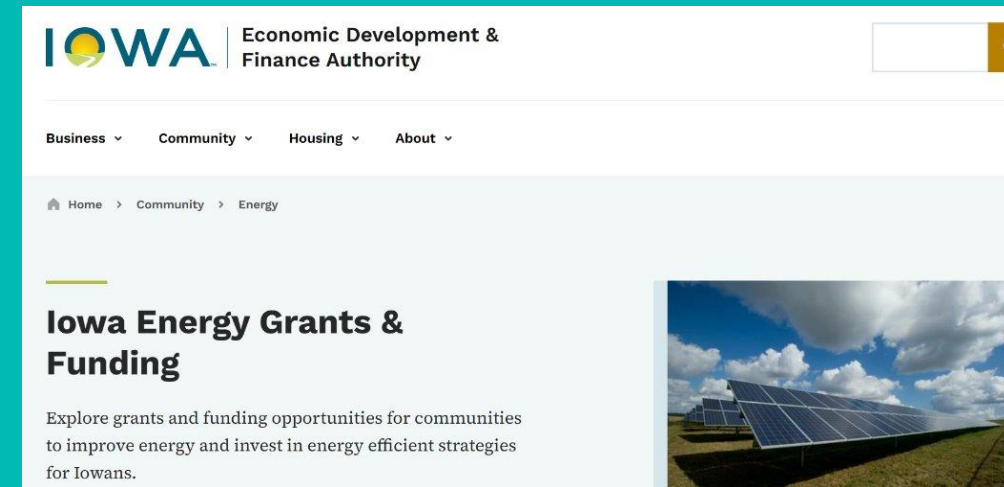 IOWA
Economic Development &
Finance Authority
Business
Community
Housing
About
Home > Community > Energy
Iowa Energy Grants &
Funding
Explore grants and funding opportunities for communities
to improve energy and invest in energy efficient strategies
for Iowans.